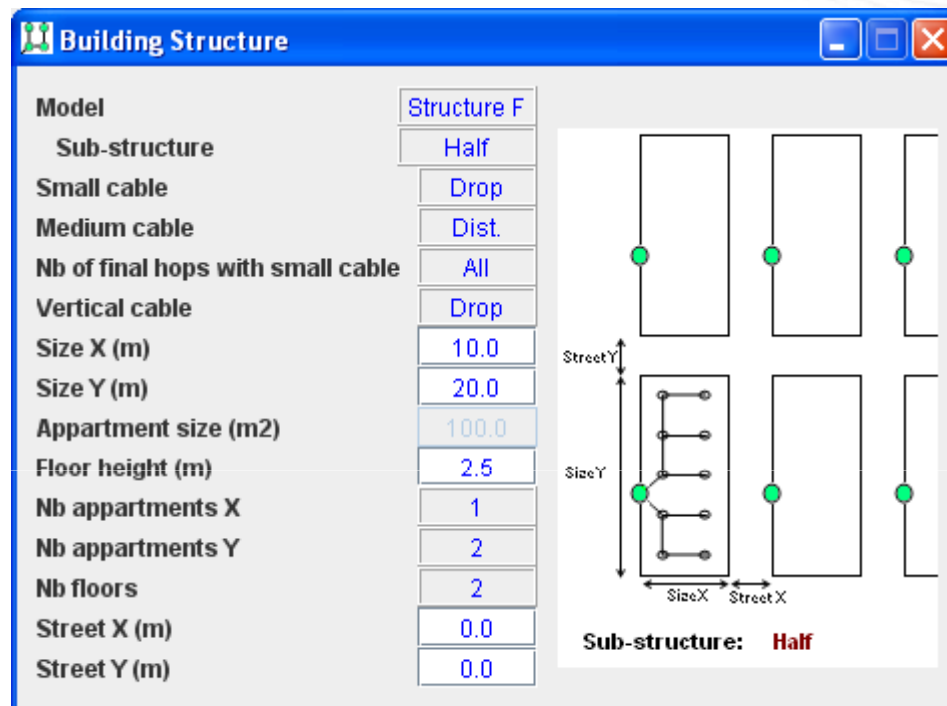 Building Structure
Model Structure F
Sub-structure Half
Small cable Drop
Medium cable Dist.
Nb of final hops with small cable All
Vertical cable Drop
Size X (m) 10.0
Size Y (m) 20.0
Appartment size (m2) 100.0
Floor height (m) 2.5
Nb appartments X 1
Nb appartments Y 2
Nb floors 2
Street X (m) 0.0
Street Y (m) 0.0
StreetY
SizeY
SizeX Street X
Sub-structure: Half